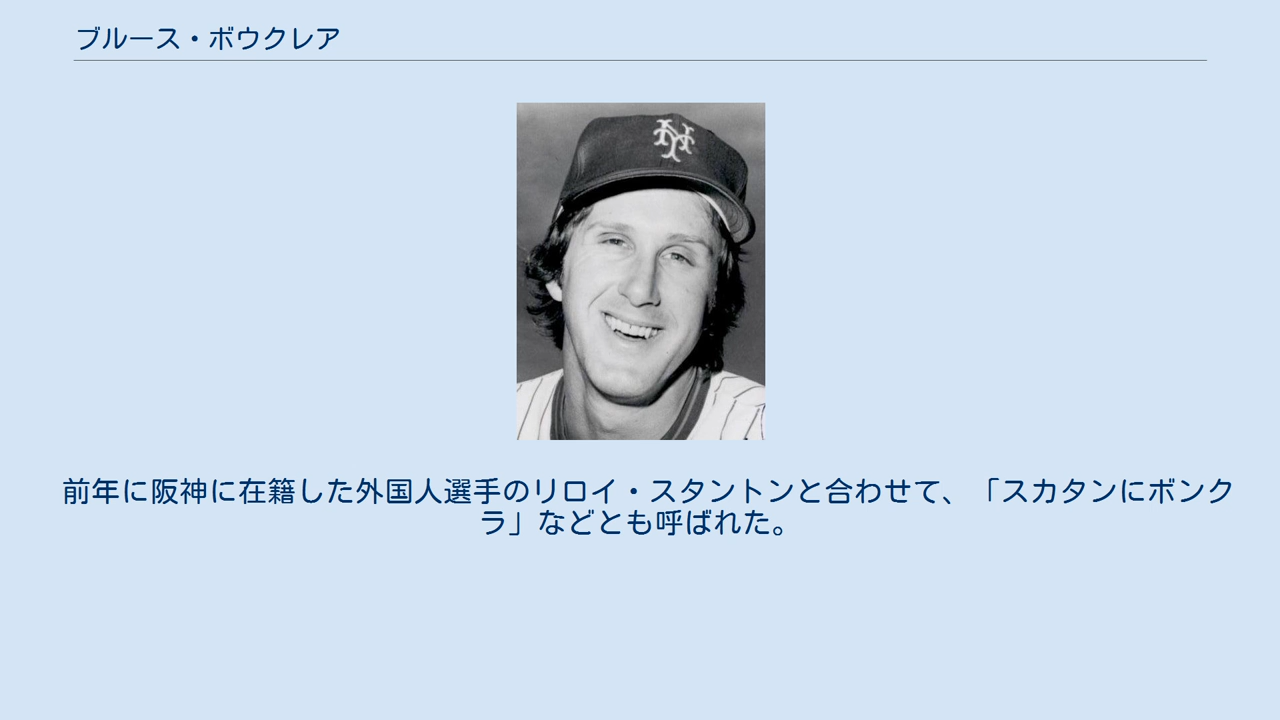 ブルース・ボウクレア
NY
前年に阪神に在籍した外国人選手のリロイ・スタントンと合わせて、「スカタンにボンク
ラ」などとも呼ばれた。